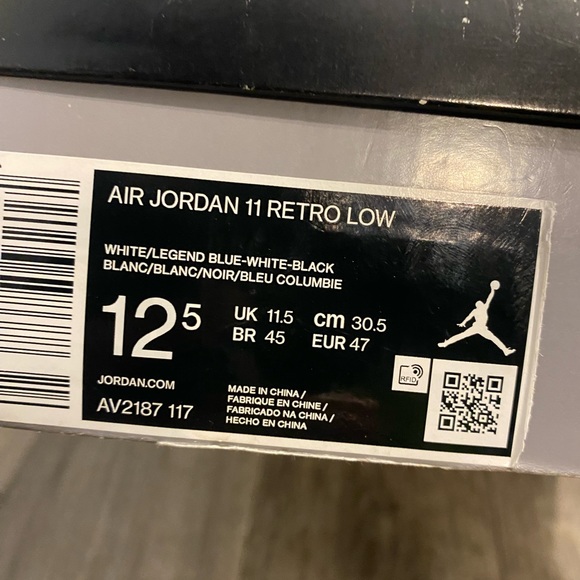 AIR JORDAN 11 RETRO LOW
WHITE/LEGEND BLUE-WHITE-BLACK
BLANC/BLANC/NOIR/BLEU COLUMBIE
12 5
UK 11.5 cm 30.5
BR 45 EUR 47
JORDAN.COM
AV2187 117
MADE IN CHINA /
FABRIQUE EN CHINE /
FABRICADO NA CHINA /
HECHO EN CHINA
RFID